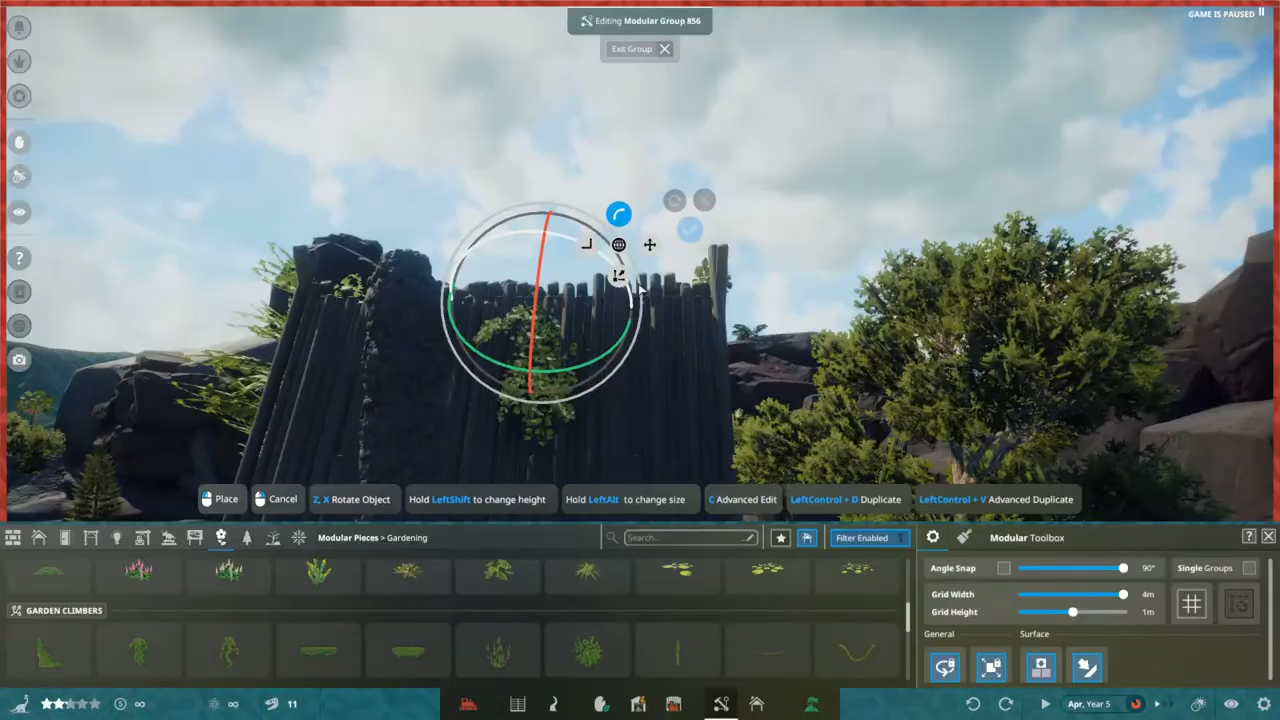 Editing Modular Group 856
GAME IS PAUSED
Exit Group
Place
Cancel
Z, X Rotate Object
Hold LeftShift to change height
Hold LeftAlt to change size
C Advanced Edit
LeftControl + D Duplicate
LeftControl + V Advanced Duplicate
Modular Pieces > Gardening
Search...
Filter Enabled
Modular Toolbox
Angle Snap
90°
Single Groups
Grid Width
4m
Grid Height
1m
General
Surface
GARDEN CLIMBERS
11
Apr, Year 5